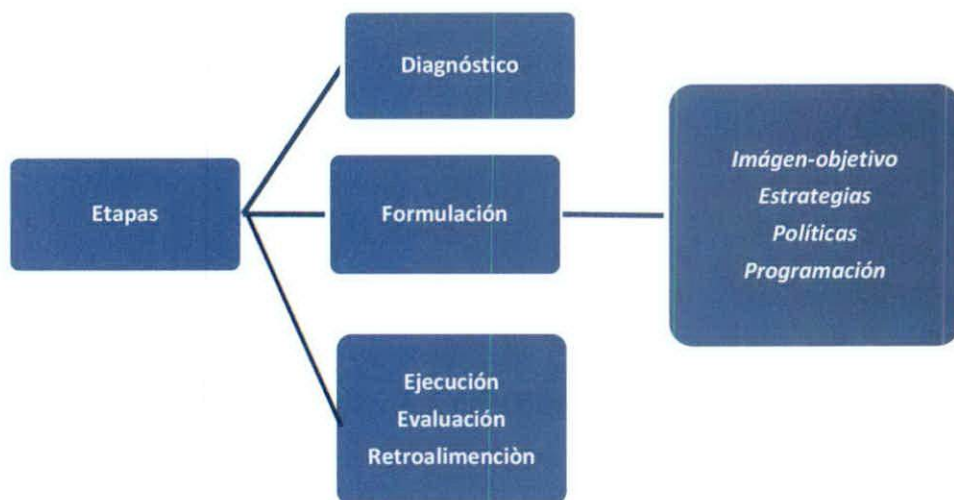 Diagnóstico
Etapas
Formulación
Imágen-objetivo
Estrategias
Políticas
Programación
Ejecución
Evaluación
Retroalimenciòn